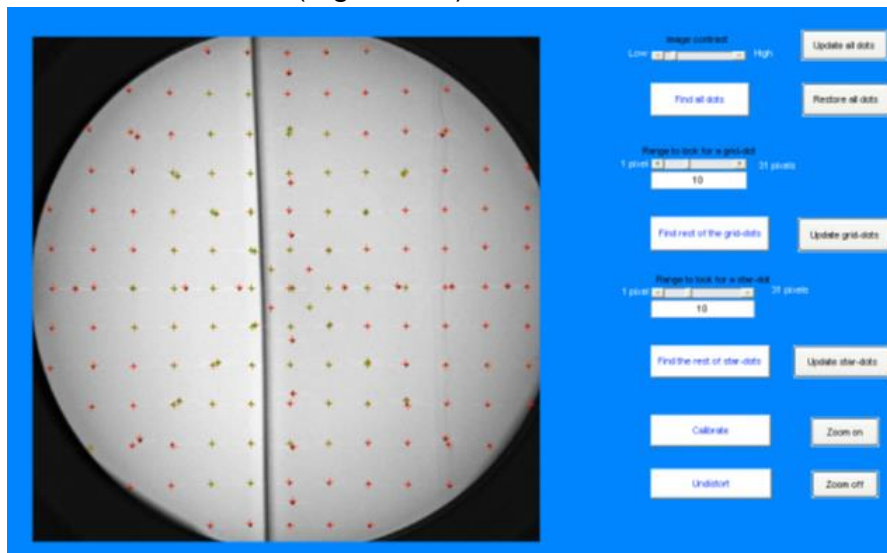 Image contrast
Low High
Update all dots
Find all dots
Restore all dots
Range to look for a grid-dot
1 pixel 31 pixels
10
Find rest of the grid-dots
Update grid-dots
Range to look for a star-dot
1 pixel 31 pixels
10
Find the rest of star-dots
Update star-dots
Calibrate
Zoom on
Undistort
Zoom off